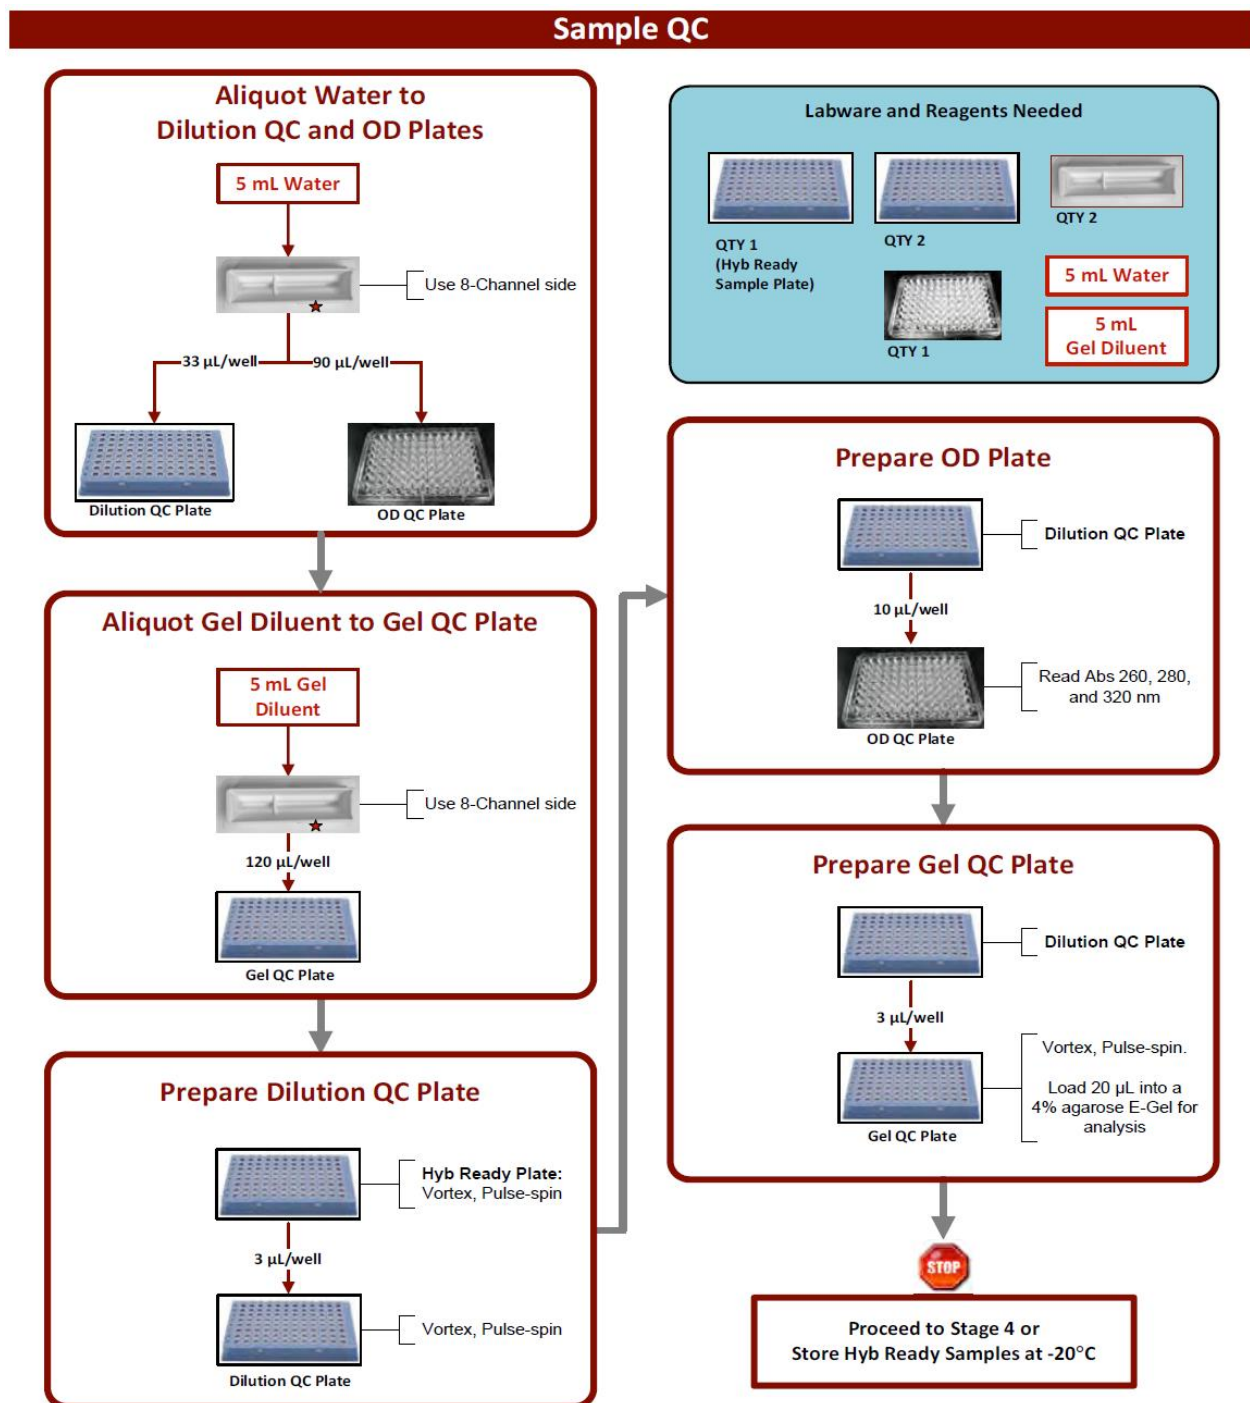 Sample QC
Aliquot Water to
Dilution QC and OD Plates
5 mL Water
Use 8-Channel side
33 µL/well
90 µL/well
Dilution QC Plate
OD QC Plate
Aliquot Gel Diluent to Gel QC Plate
5 mL Gel
Diluent
Use 8-Channel side
120 µL/well
Gel QC Plate
Prepare Dilution QC Plate
Hyb Ready Plate:
Vortex, Pulse-spin
3 µL/well
Vortex, Pulse-spin
Dilution QC Plate
Labware and Reagents Needed
QTY 1
(Hyb Ready
Sample Plate)
QTY 2
QTY 2
QTY 1
5 mL Water
5 mL
Gel Diluent
Prepare OD Plate
Dilution QC Plate
10 µL/well
Read Abs 260, 280,
and 320 nm
OD QC Plate
Prepare Gel QC Plate
Dilution QC Plate
3 µL/well
Vortex, Pulse-spin.
Load 20 µL into a
4% agarose E-Gel for
analysis
Gel QC Plate
STOP
Proceed to Stage 4 or
Store Hyb Ready Samples at -20°C